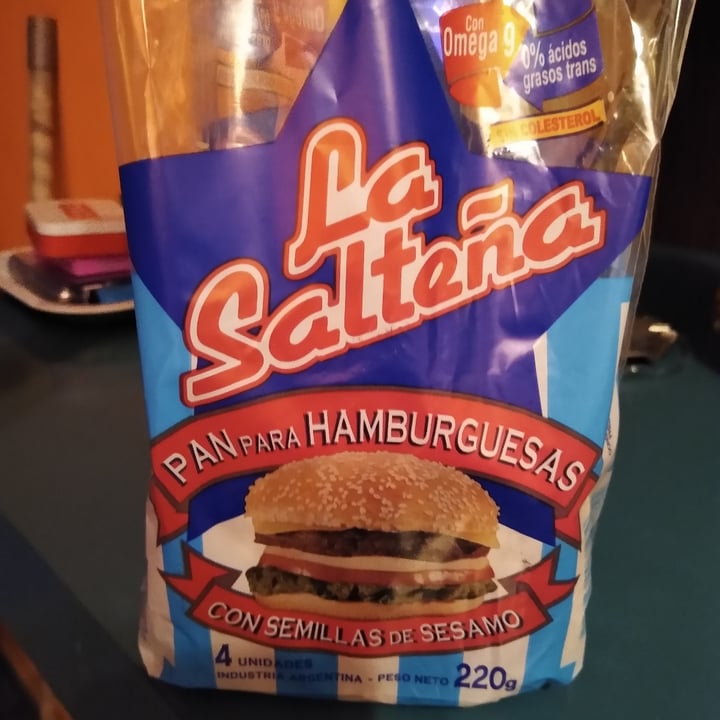 Con
Omega 9
0% ácidos
grasos trans
SIN COLESTEROL
La
Salteña
PAN PARA HAMBURGUESAS
CON SEMILLAS DE SESAMO
4 UNIDADES
INDUSTRIA ARGENTINA - PESO NETO 220g